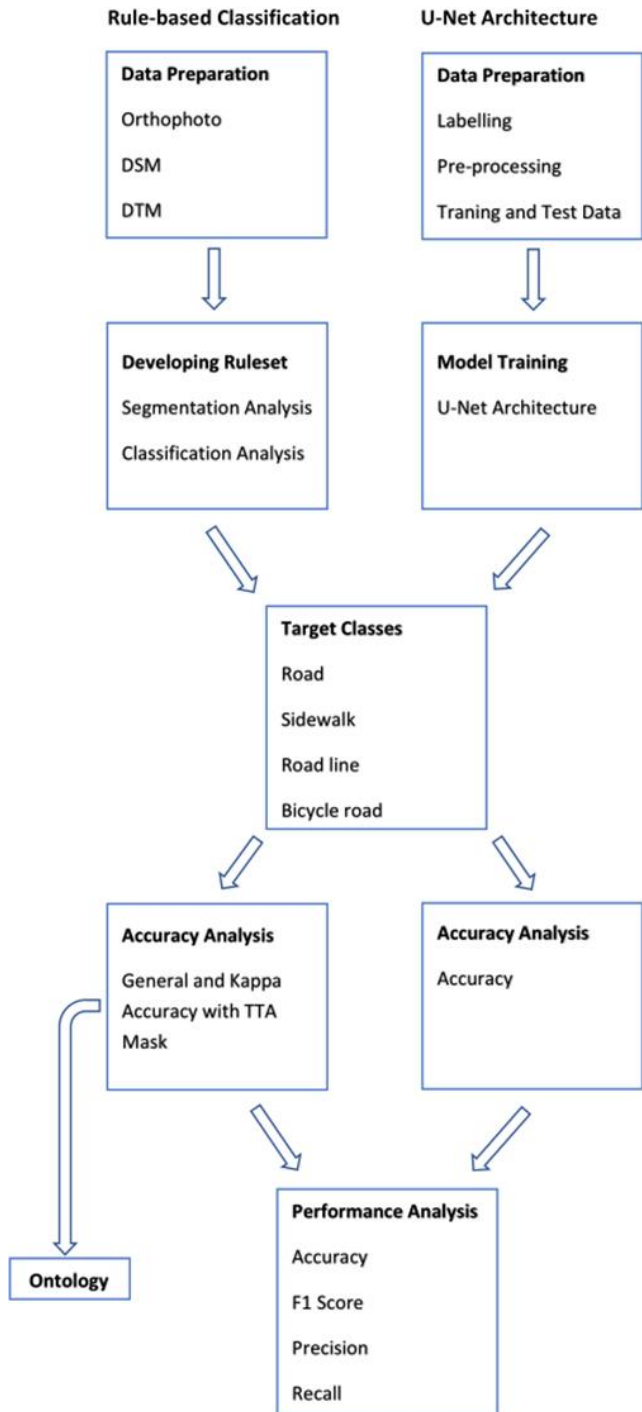 Rule-based Classification
U-Net Architecture
Data Preparation
Orthophoto
DSM
DTM
Data Preparation
Labelling
Pre-processing
Traning and Test Data
Developing Ruleset
Segmentation Analysis
Classification Analysis
Model Training
U-Net Architecture
Target Classes
Road
Sidewalk
Road line
Bicycle road
Accuracy Analysis
General and Kappa
Accuracy with TTA
Mask
Accuracy Analysis
Accuracy
Ontology
Performance Analysis
Accuracy
F1 Score
Precision
Recall